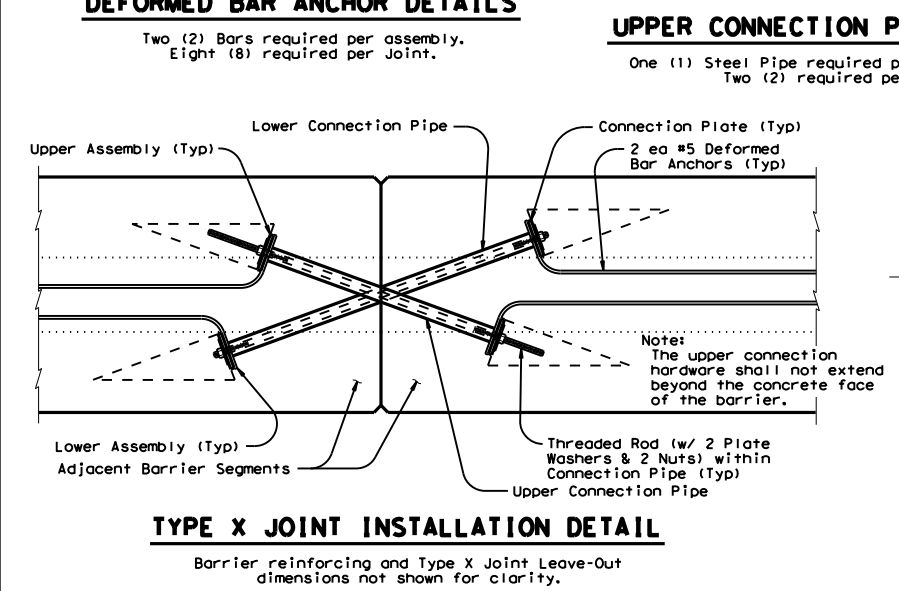 DEFORMED BAR ANCHOR DETAILS
Two (2) Bars required per assembly.
Eight (8) required per Joint.
UPPER CONNECTION P
One (1) Steel Pipe required p
Two (2) required pe
Lower Connection Pipe
Connection Plate (Typ)
Upper Assembly (Typ)
2 ea #5 Deformed
Bar Anchors (Typ)
Note:
The upper connection
hardware shall not extend
beyond the concrete face
of the barrier.
Lower Assembly (Typ)
Adjacent Barrier Segments
Threaded Rod (w/ 2 Plate
Washers & 2 Nuts) within
Connection Pipe (Typ)
Upper Connection Pipe
TYPE X JOINT INSTALLATION DETAIL
Barrier reinforcing and Type X Joint Leave-Out
dimensions not shown for clarity.